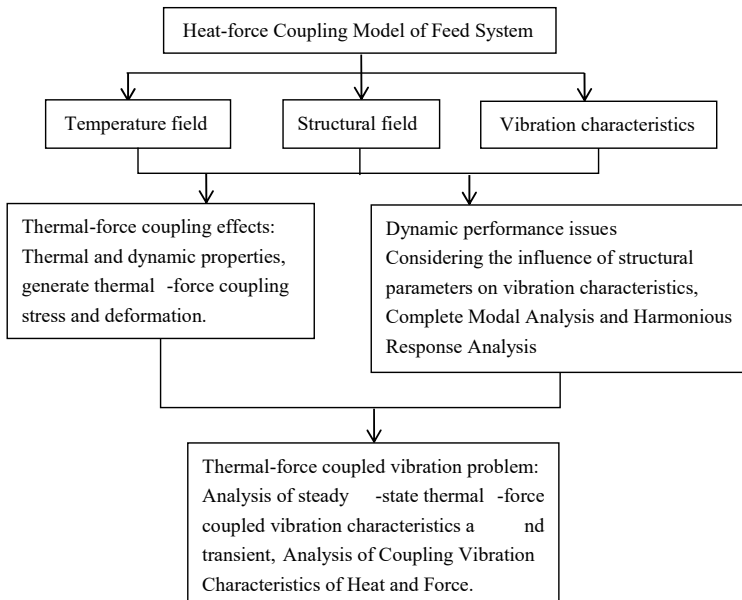 Heat-force Coupling Model of Feed System
Temperature field
Structural field
Vibration characteristics
Thermal-force coupling effects:
Thermal and dynamic properties,
generate thermal -force coupling
stress and deformation.
Dynamic performance issues
Considering the influence of structural
parameters on vibration characteristics,
Complete Modal Analysis and Harmonious
Response Analysis
Thermal-force coupled vibration problem:
Analysis of steady -state thermal -force
coupled vibration characteristics a nd
transient, Analysis of Coupling Vibration
Characteristics of Heat and Force.